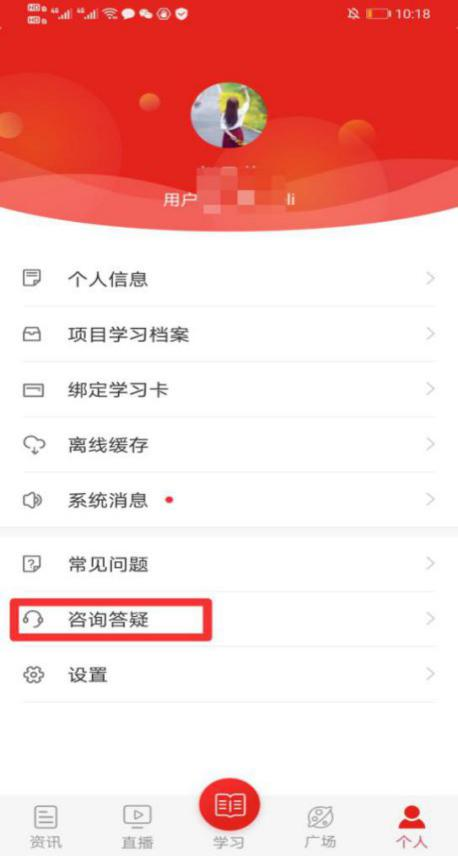 10:18
用户 li
个人信息
项目学习档案
绑定学习卡
离线缓存
系统消息
常见问题
咨询答疑
设置
资讯 直播 学习 广场 个人